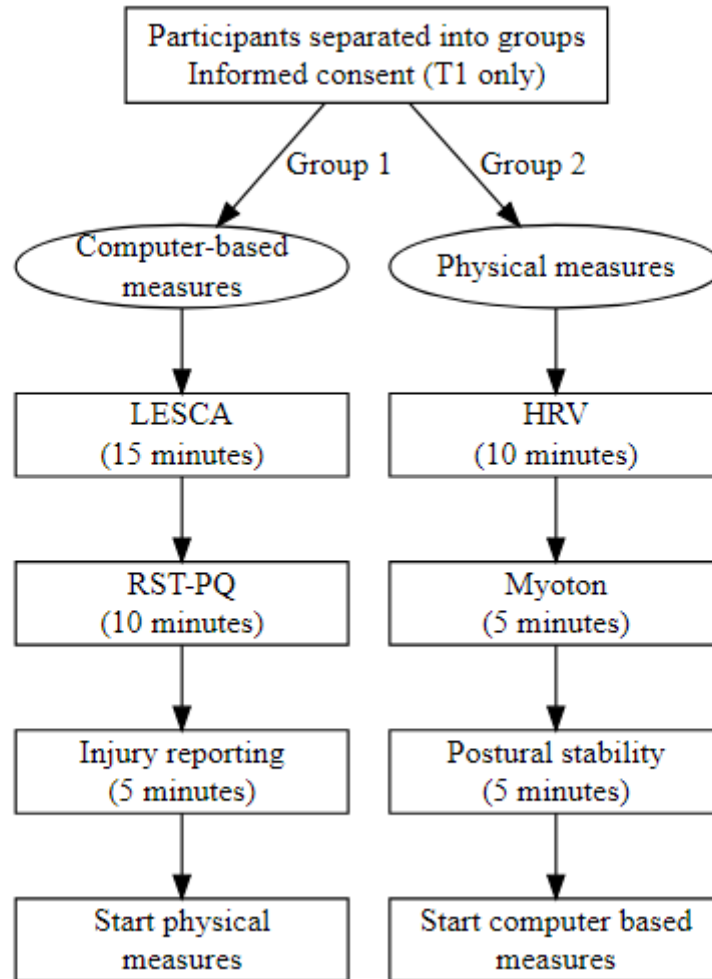 Participants separated into groups
Informed consent (T1 only)
Group 1
Group 2
Computer-based
measures
Physical measures
LESCA
(15 minutes)
HRV
(10 minutes)
RST-PQ
(10 minutes)
Myoton
(5 minutes)
Injury reporting
(5 minutes)
Postural stability
(5 minutes)
Start physical
measures
Start computer based
measures